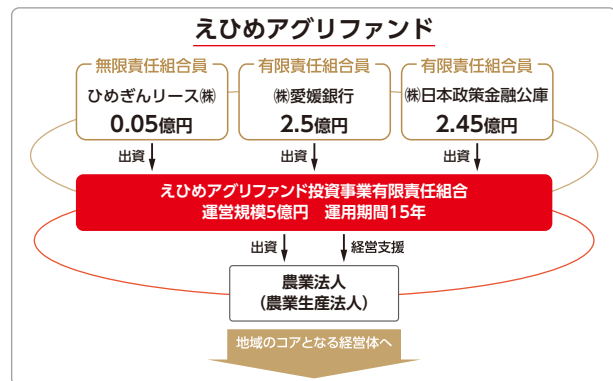 えひめアグリファンド
無限責任組合員
ひめぎんリース㈱
0.05億円
有限責任組合員
㈱愛媛銀行
2.5億円
有限責任組合員
㈱日本政策金融公庫
2.45億円
出資
出資
出資
えひめアグリファンド投資事業有限責任組合
運営規模5億円　運用期間15年
出資
経営支援
農業法人
（農業生産法人）
地域のコアとなる経営体へ